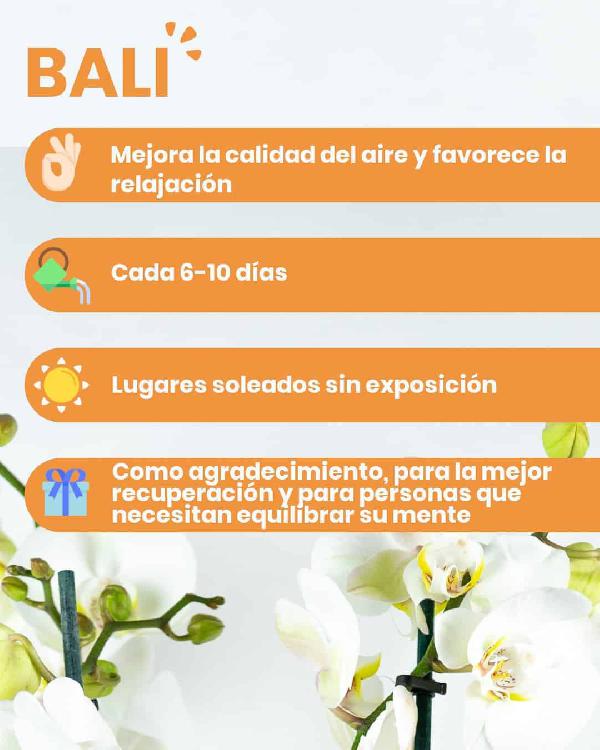 BALI
Mejora la calidad del aire y favorece la
relajación
Cada 6-10 días
Lugares soleados sin exposición
Como agradecimiento, para la mejor
recuperación y para personas que
necesitan equilibrar su mente